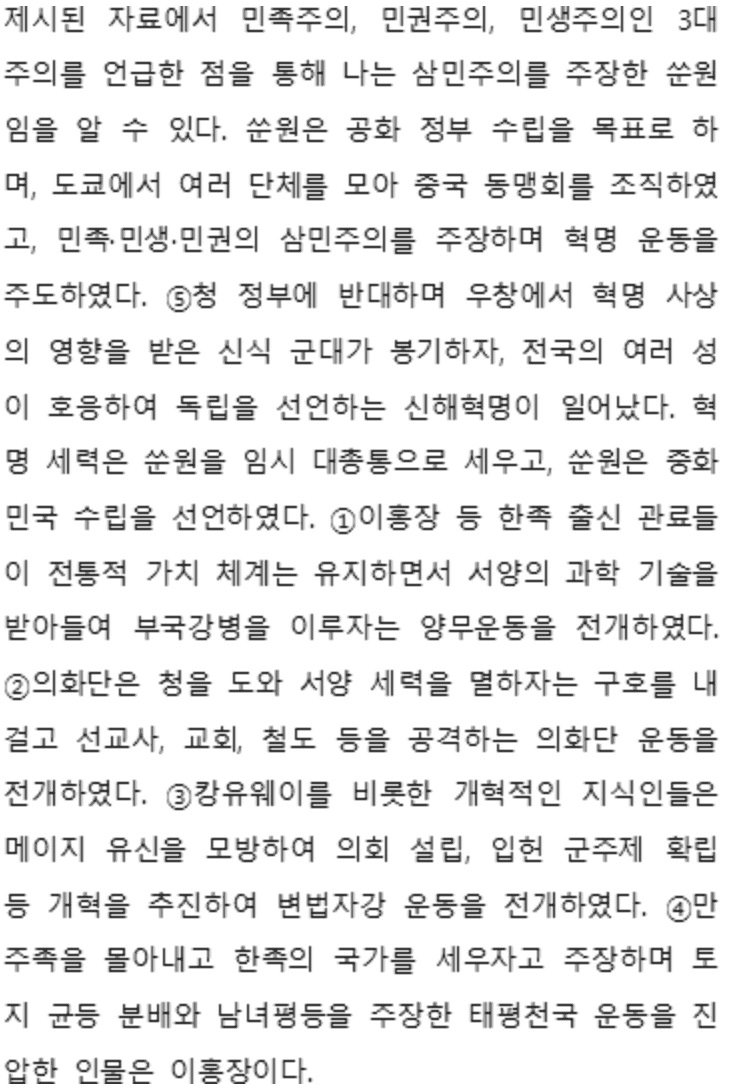 제시된 자료에서 민족주의, 민권주의, 민생주의인 3대
주의를 언급한 점을 통해 나는 삼민주의를 주장한 쑨원
임을 알 수 있다. 쑨원은 공화 정부 수립을 목표로 하
며, 도쿄에서 여러 단체를 모아 중국 동맹회를 조직하였
고, 민족·민생·민권의 삼민주의를 주장하며 혁명 운동을
주도하였다. ⑤청 정부에 반대하며 우창에서 혁명 사상
의 영향을 받은 신식 군대가 봉기하자, 전국의 여러 성
이 호응하여 독립을 선언하는 신해혁명이 일어났다. 혁
명 세력은 쑨원을 임시 대총통으로 세우고, 쑨원은 중화
민국 수립을 선언하였다. ①이홍장 등 한족 출신 관료들
이 전통적 가치 체계는 유지하면서 서양의 과학 기술을
받아들여 부국강병을 이루자는 양무운동을 전개하였다.
②의화단은 청을 도와 서양 세력을 멸하자는 구호를 내
걸고 선교사, 교회, 철도 등을 공격하는 의화단 운동을
전개하였다. ③캉유웨이를 비롯한 개혁적인 지식인들은
메이지 유신을 모방하여 의회 설립, 입헌 군주제 확립
등 개혁을 추진하여 변법자강 운동을 전개하였다. ④만
주족을 몰아내고 한족의 국가를 세우자고 주장하며 토
지 균등 분배와 남녀평등을 주장한 태평천국 운동을 진
압한 인물은 이홍장이다.